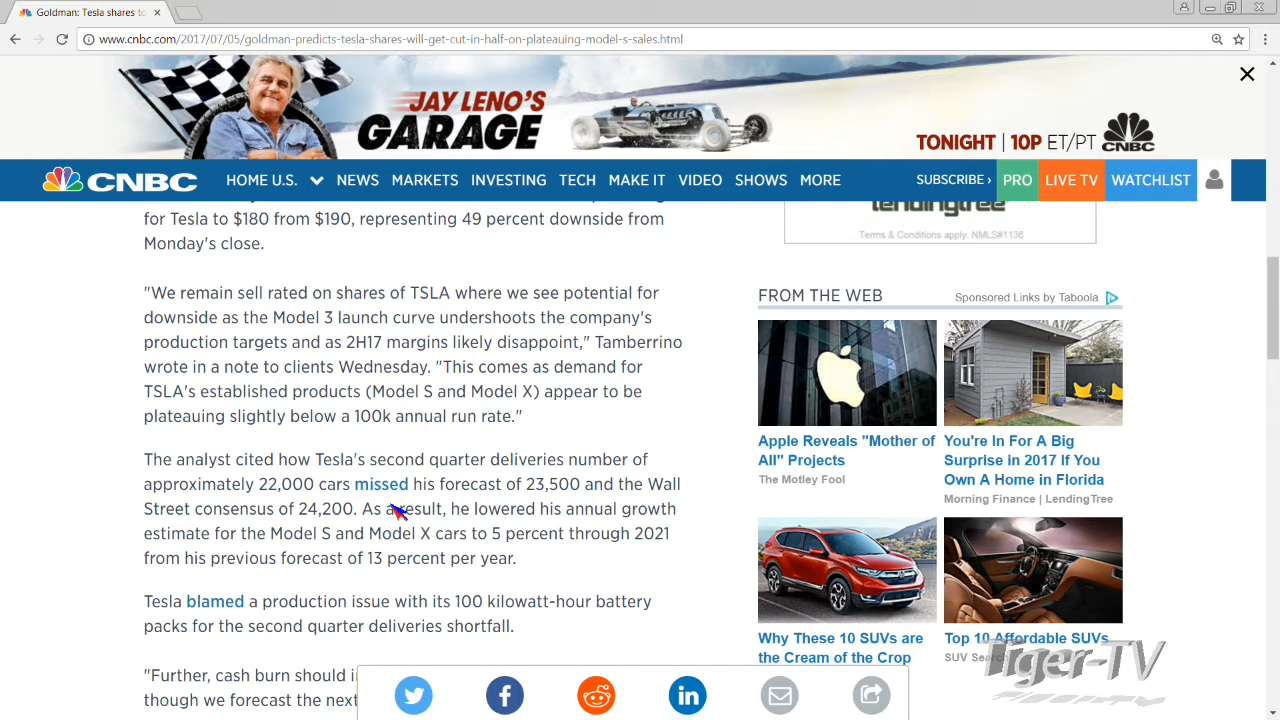 Goldman: Tesla shares to
www.cnbc.com/2017/07/05/goldman-predicts-tesla-shares-will-get-cut-in-half-on-plateauing-model-s-sales.html
JAY LENO'S
GARAGE
TONIGHT | 10P ET/PT
CNBC
CNBC
HOME U.S.
NEWS
MARKETS
INVESTING
TECH
MAKE IT
VIDEO
SHOWS
MORE
SUBSCRIBE ›
PRO
LIVE TV
WATCHLIST
for Tesla to $180 from $190, representing 49 percent downside from
Monday's close.
"We remain sell rated on shares of TSLA where we see potential for
downside as the Model 3 launch curve undershoots the company's
production targets and as 2H17 margins likely disappoint," Tamberrino
wrote in a note to clients Wednesday. "This comes as demand for
TSLA's established products (Model S and Model X) appear to be
plateauing slightly below a 100k annual run rate."
The analyst cited how Tesla's second quarter deliveries number of
approximately 22,000 cars missed his forecast of 23,500 and the Wall
Street consensus of 24,200. As a result, he lowered his annual growth
estimate for the Model S and Model X cars to 5 percent through 2021
from his previous forecast of 13 percent per year.
Tesla blamed a production issue with its 100 kilowatt-hour battery
packs for the second quarter deliveries shortfall.
"Further, cash burn should
though we forecast the next
lendingtree
Terms & Conditions apply. NMLS#1136
FROM THE WEB
Sponsored Links by Taboola
Apple Reveals "Mother of
All" Projects
The Motley Fool
You're In For A Big
Surprise in 2017 If You
Own A Home in Florida
Morning Finance | LendingTree
Why These 10 SUVs are
the Cream of the Crop
Top 10 Affordable SUVs
SUV
Tiger-TV